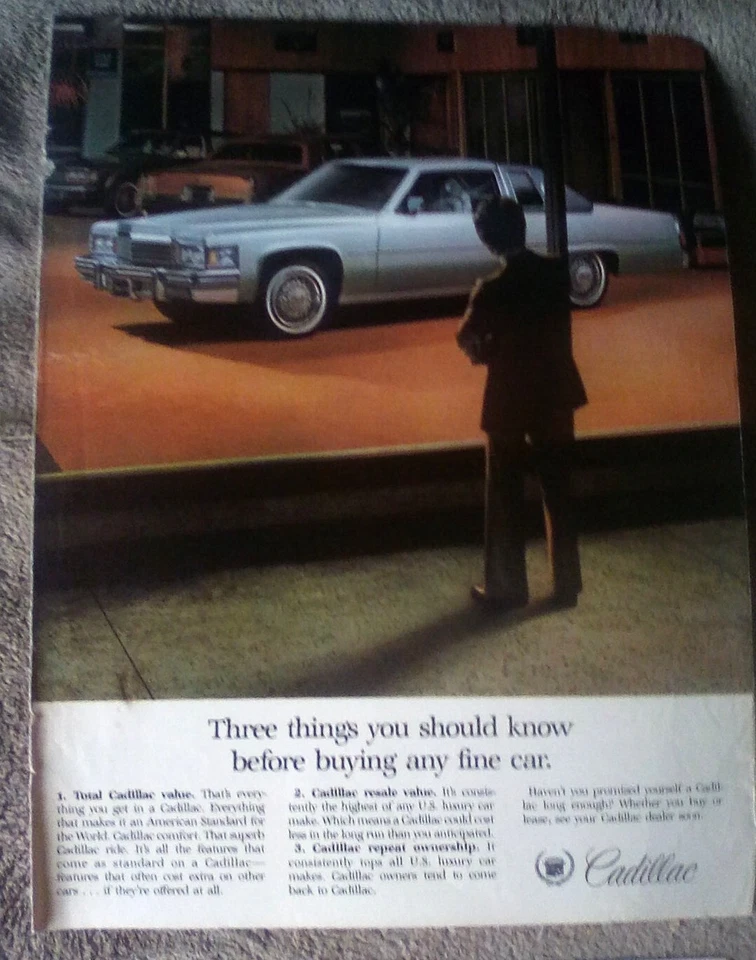 Three things you should know
before buying any fine car.
1. Total Cadillac value. That's every-
thing you get in a Cadillac. Everything
that makes it an American Standard for
the World. Cadillac comfort. That superb
Cadillac ride. It's all the features that
come as standard on a Cadillac—
features that often cost extra on other
cars . . . if they're offered at all.
2. Cadillac resale value. It's consis-
tently the highest of any U.S. luxury car
make. Which means a Cadillac could cost
less in the long run than you anticipated.
3. Cadillac repeat ownership. It
consistently tops all U.S. luxury car
makes. Cadillac owners tend to come
back to Cadillac.
Haven't you promised yourself a Cadil-
lac long enough? Whether you buy or
lease, see your Cadillac dealer soon.
Cadillac